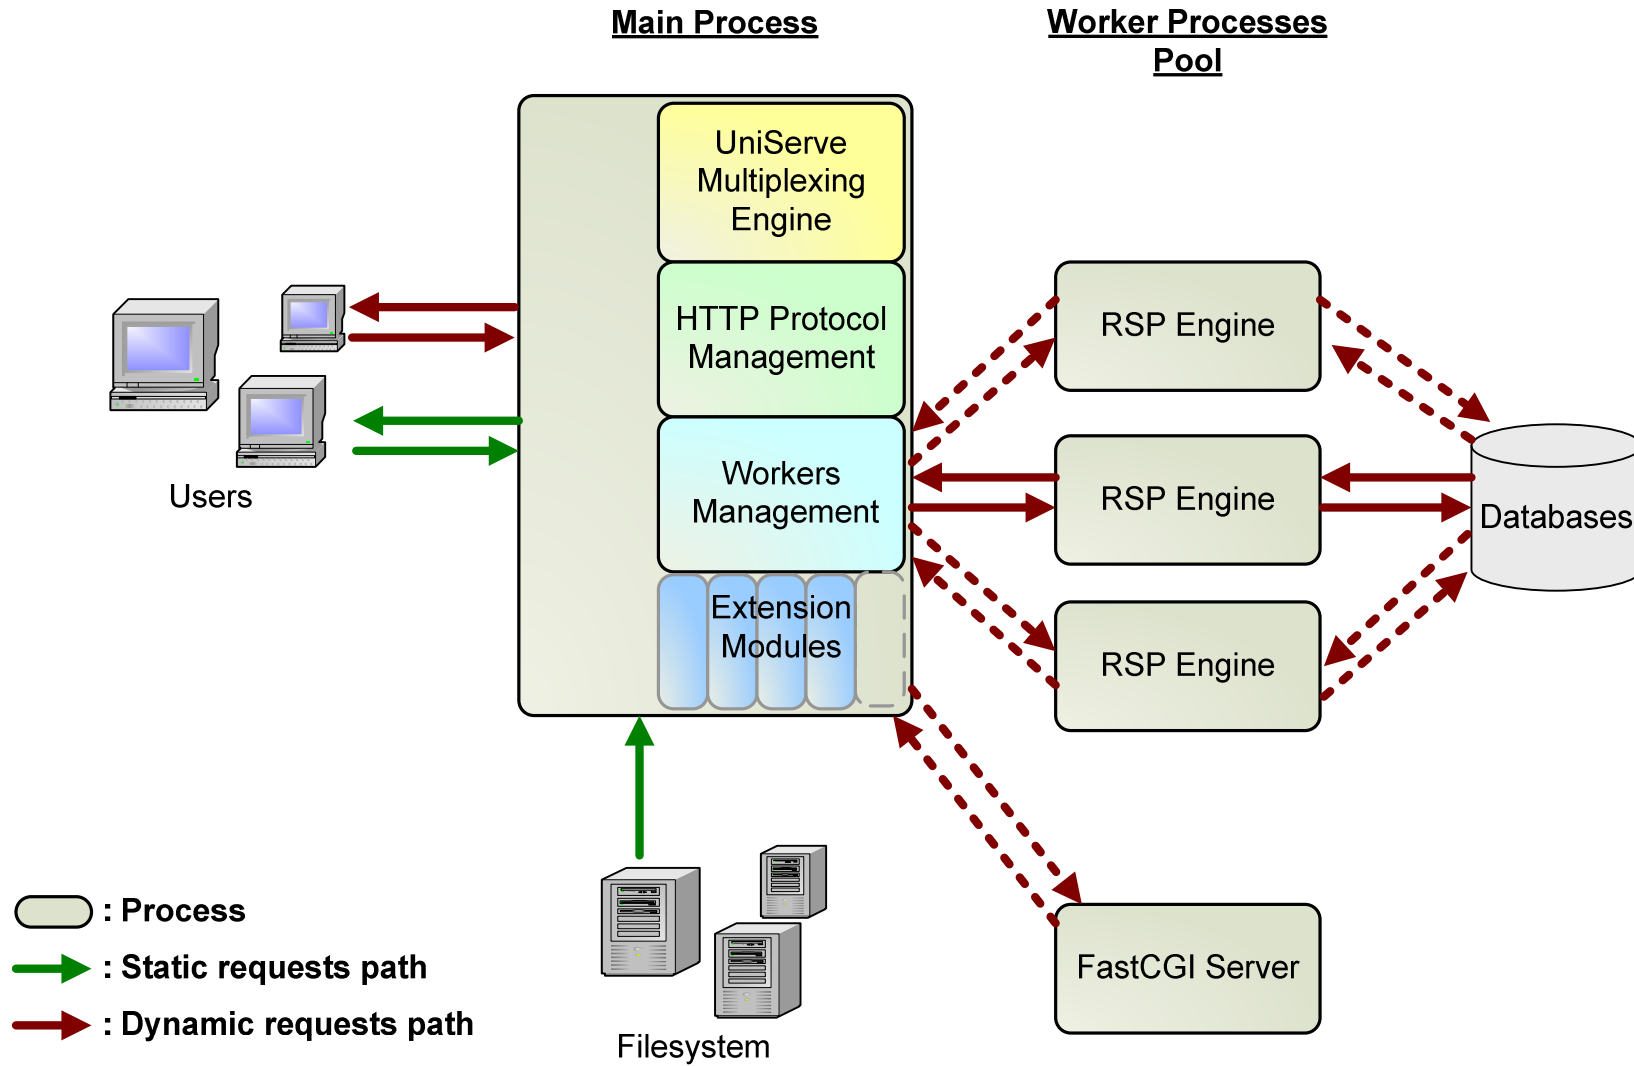 Main Process
Worker Processes
Pool
UniServe
Multiplexing
Engine
HTTP Protocol
Management
Workers
Management
Extension
Modules
RSP Engine
RSP Engine
RSP Engine
Databases
Users
FastCGI Server
Filesystem
: Process
: Static requests path
: Dynamic requests path